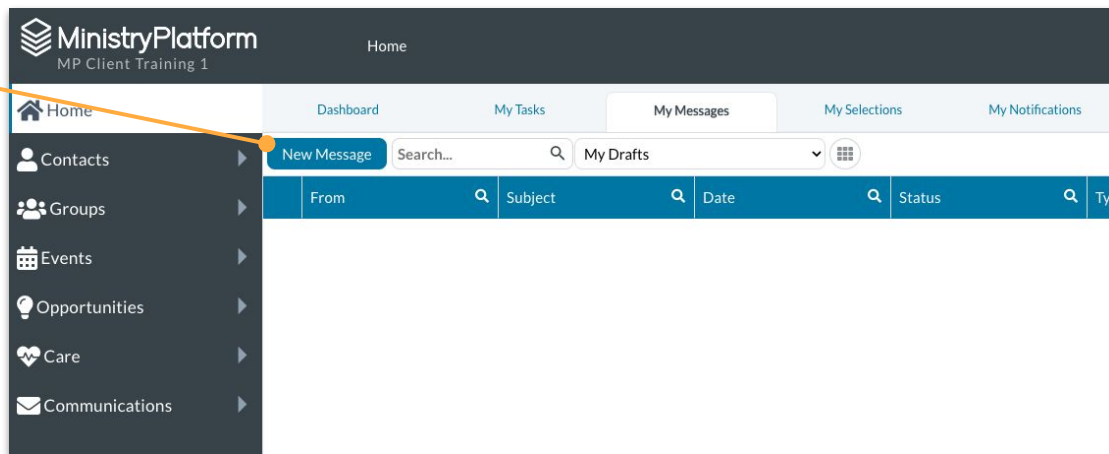 MinistryPlatform
MP Client Training 1
Home
Home
Dashboard My Tasks My Messages My Selections My Notifications
New Message Search... My Drafts
From Subject Date Status Ty
Contacts
Groups
Events
Opportunities
Care
Communications